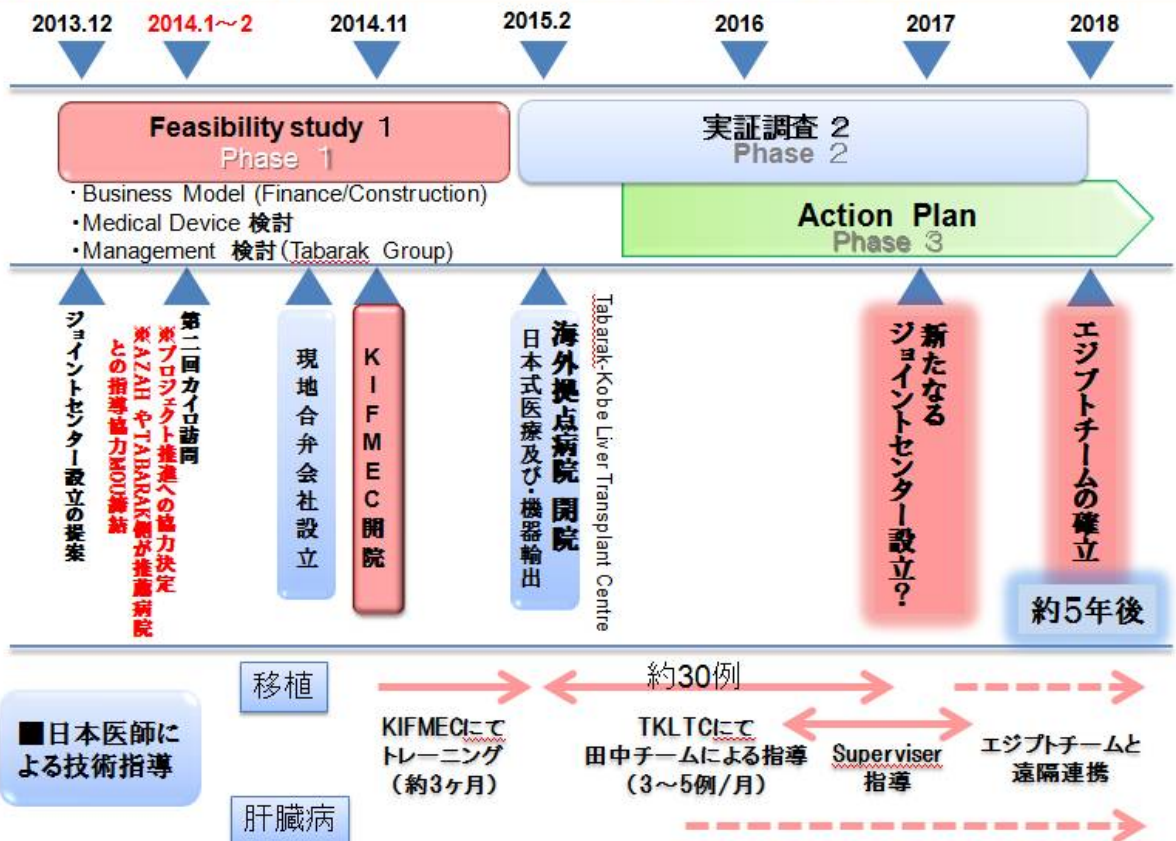 2013.12
2014.1～2
2014.11
2015.2
2016
2017
2018
Feasibility study 1
Phase 1
実証調査 2
Phase 2
・Business Model (Finance/Construction)
・Medical Device 検討
・Management 検討(Tabarak Group)
Action Plan
Phase 3
ジョイントセンター設立の提案
第二回カイロ訪問
※プロジェクト推進への協力決定
※AZAH やTABARAK側が推薦病院
との指導協力MOU締結
現地合弁会社設立
KIFMEC開院
海外拠点病院 開院
日本式医療及び・機器輸出
Tabarak-Kobe Liver Transplant Centre
新たなる
ジョイントセンター設立?
エジプトチームの確立
約5年後
■日本医師に
よる技術指導
移植
約30例
KIFMECにて
トレーニング
(約3ヶ月)
TKLTCにて
田中チームによる指導
(3～5例/月)
Superviser
指導
エジプトチームと
遠隔連携
肝臓病